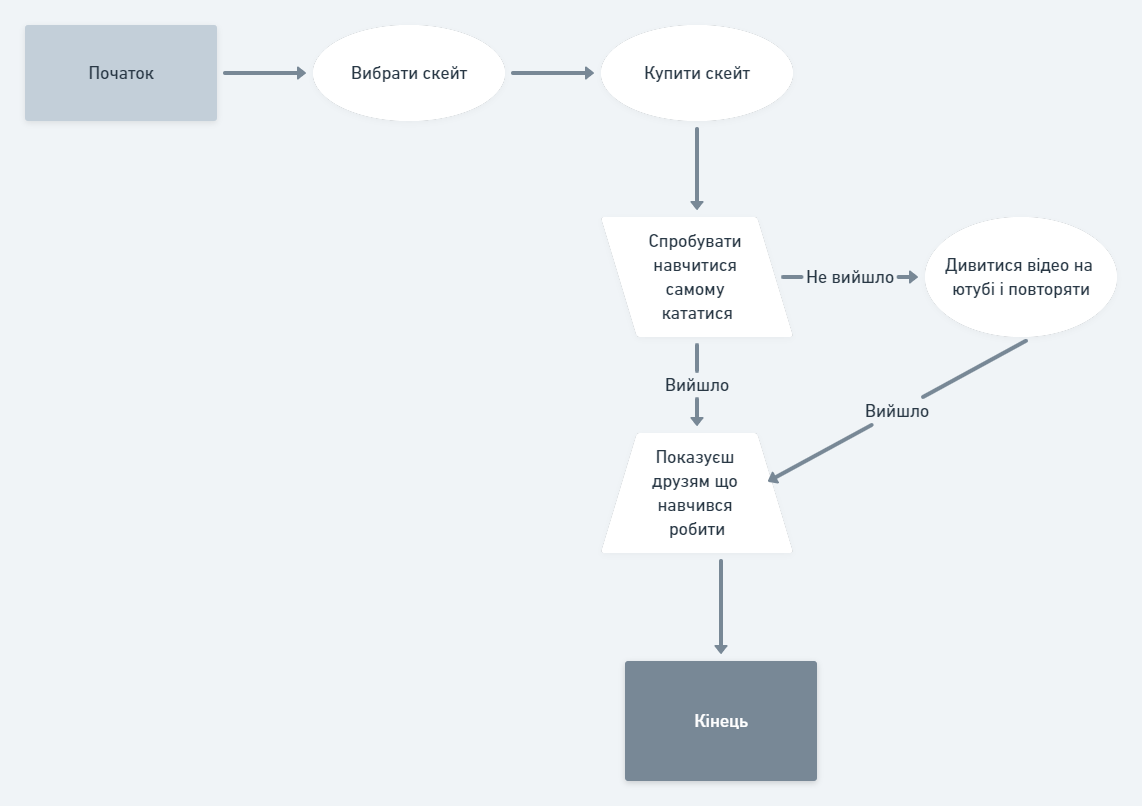 Початок
Вибрати скейт
Купити скейт
Спробувати
навчитися
самому
кататися
Не вийшло
Дивитися відео на
ютубі і повторяти
Вийшло
Вийшло
Показуєш
друзям що
навчився
робити
Кінець